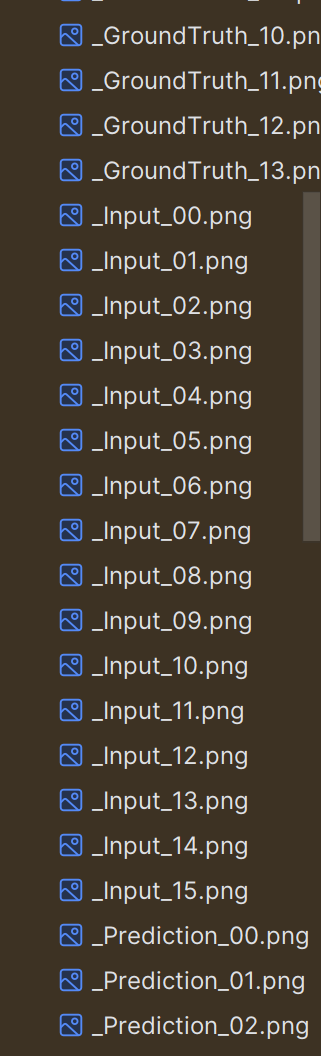 _GroundTruth_10.pn
_GroundTruth_11.png
_GroundTruth_12.pn
_GroundTruth_13.pn
_Input_00.png
_Input_01.png
_Input_02.png
_Input_03.png
_Input_04.png
_Input_05.png
_Input_06.png
_Input_07.png
_Input_08.png
_Input_09.png
_Input_10.png
_Input_11.png
_Input_12.png
_Input_13.png
_Input_14.png
_Input_15.png
_Prediction_00.png
_Prediction_01.png
_Prediction_02.png